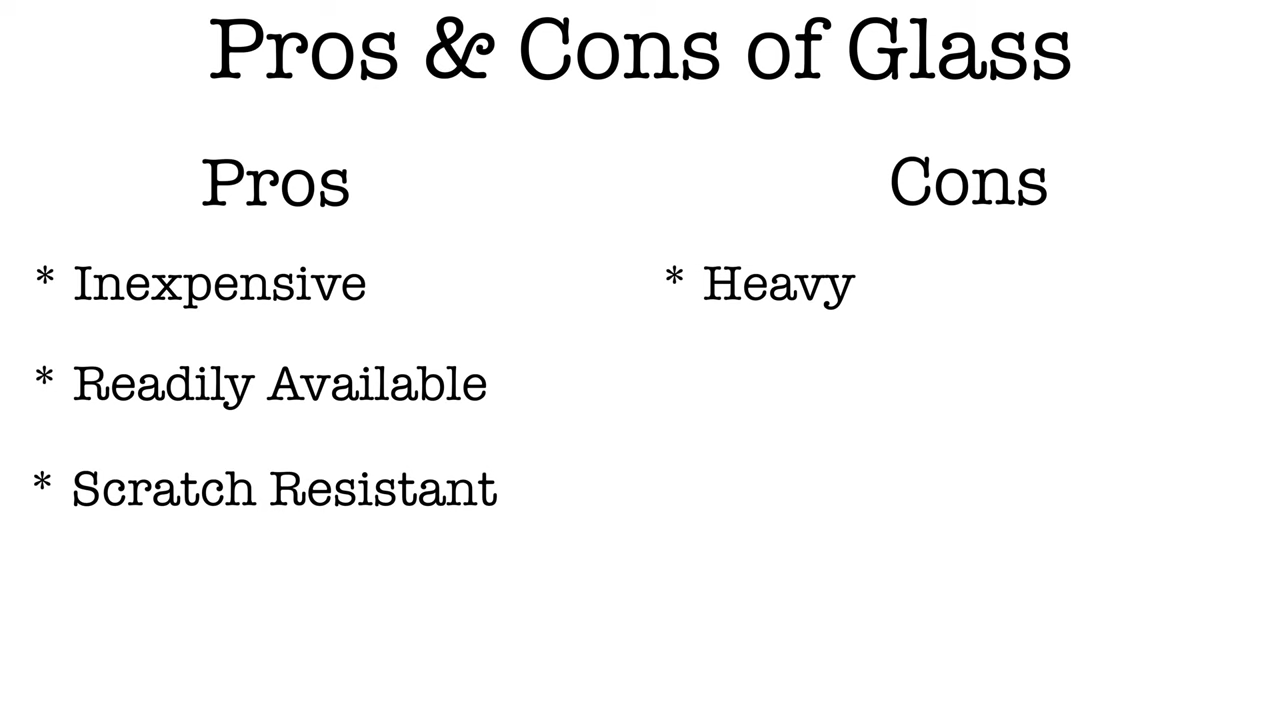 Pros & Cons of Glass
Pros
Cons
* Inexpensive
* Heavy
* Readily Available
* Scratch Resistant